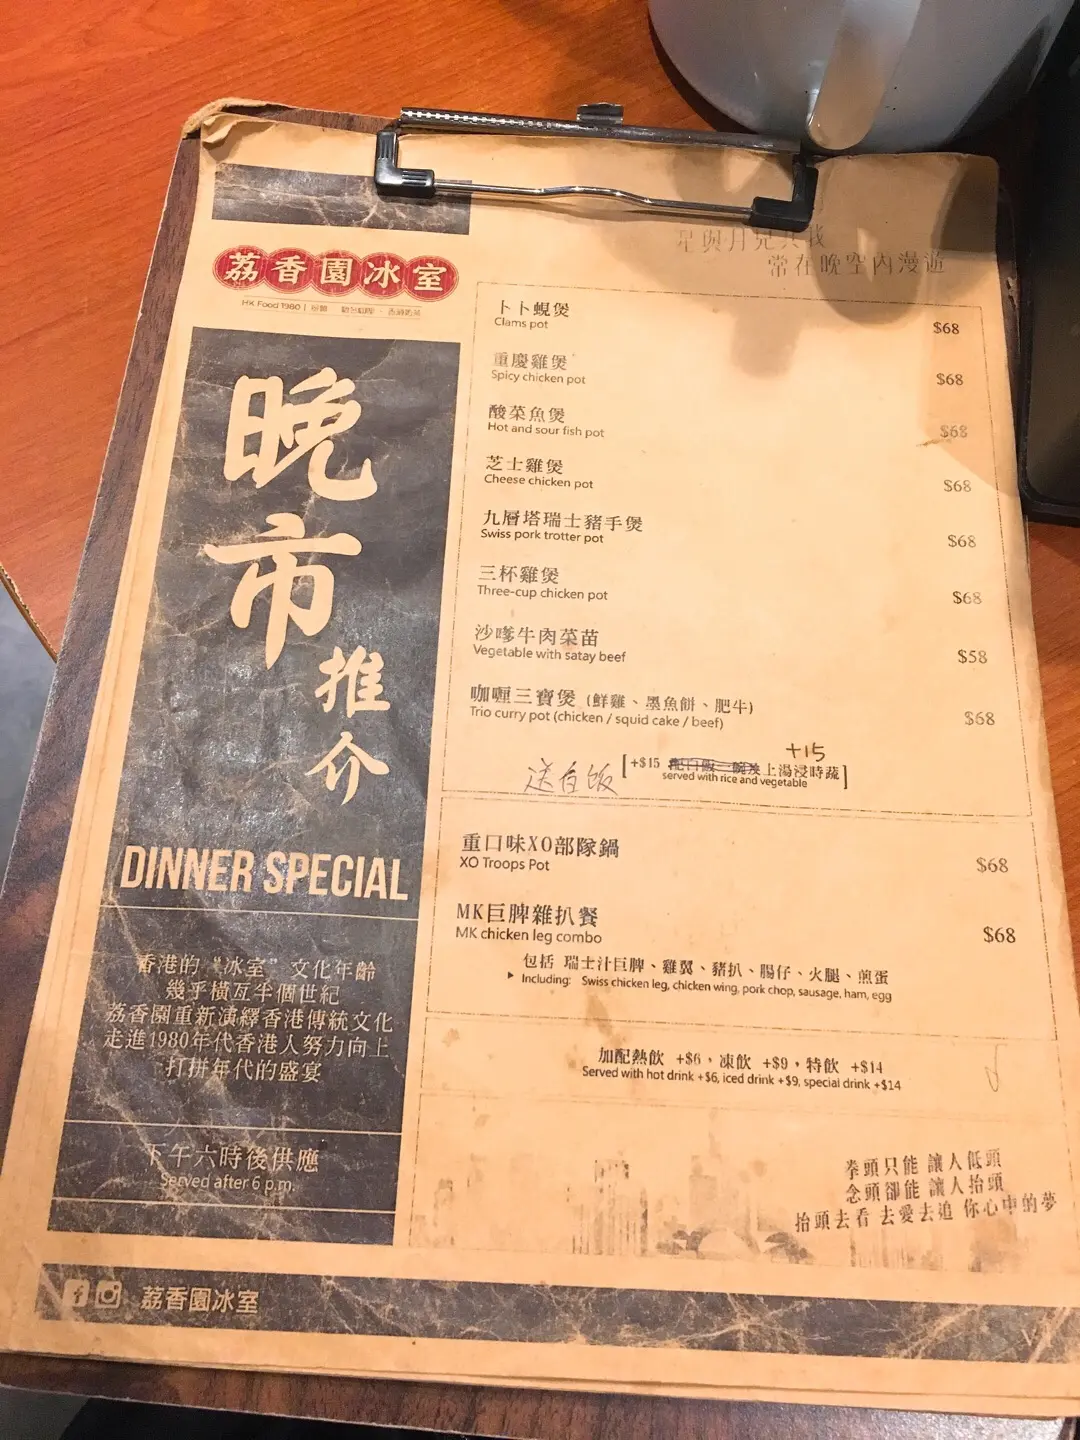 常在晚空內漫遊
荔香園冰室
HK Food 1980
晚市
推介
DINNER SPECIAL
香港的“冰室”文化年齡
幾乎橫亙半個世紀
荔香園重新演繹香港傳統文化
走進1980年代香港人努力向上
打拼年代的盛宴
下午六時後供應
Served after 6 p.m.
卜卜蜆煲 $68
Clams pot
重慶雞煲 $68
Spicy chicken pot
酸菜魚煲 $68
Hot and sour fish pot
芝士雞煲 $68
Cheese chicken pot
九層塔瑞士豬手煲 $68
Swiss pork trotter pot
三杯雞煲 $68
Three-cup chicken pot
沙嗲牛肉菜苗 $58
Vegetable with satay beef
咖喱三寶煲 (鮮雞、墨魚餅、肥牛) $68
Trio curry pot (chicken / squid cake / beef)
+15
送白饭 [+$15 上湯浸時蔬]
served with rice and vegetable
重口味XO部隊鍋 $68
XO Troops Pot
MK巨脾雜扒餐 $68
MK chicken leg combo
包括 瑞士汁巨脾、雞翼、豬扒、腸仔、火腿、煎蛋
Including: Swiss chicken leg, chicken wing, pork chop, sausage, ham, egg
加配熱飲 +$6，凍飲 +$9，特飲 +$14
Served with hot drink +$6, iced drink +$9, special drink +$14
拳頭只能 讓人低頭
念頭卻能 讓人抬頭
抬頭去看 去愛去追 你心中的夢
荔香園冰室